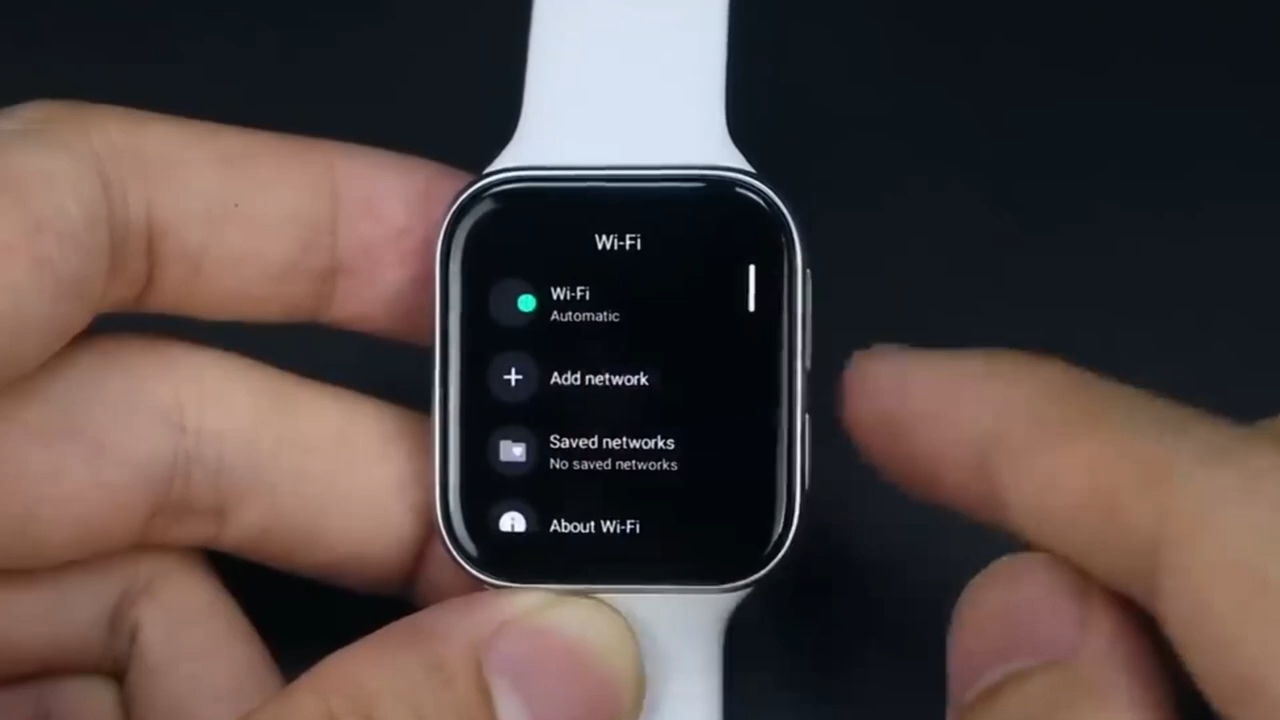 Wi-Fi
Wi-Fi
Automatic
Add network
Saved networks
No saved networks
About Wi-Fi